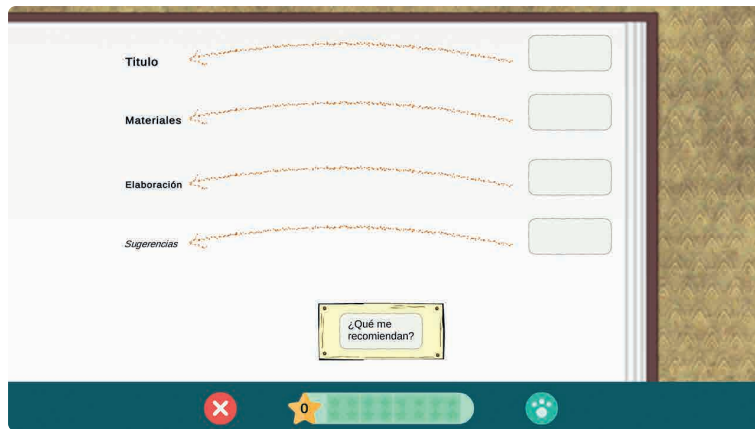 Titulo
Materiales
Elaboración
Sugerencias
¿Qué me
recomiendan?
0